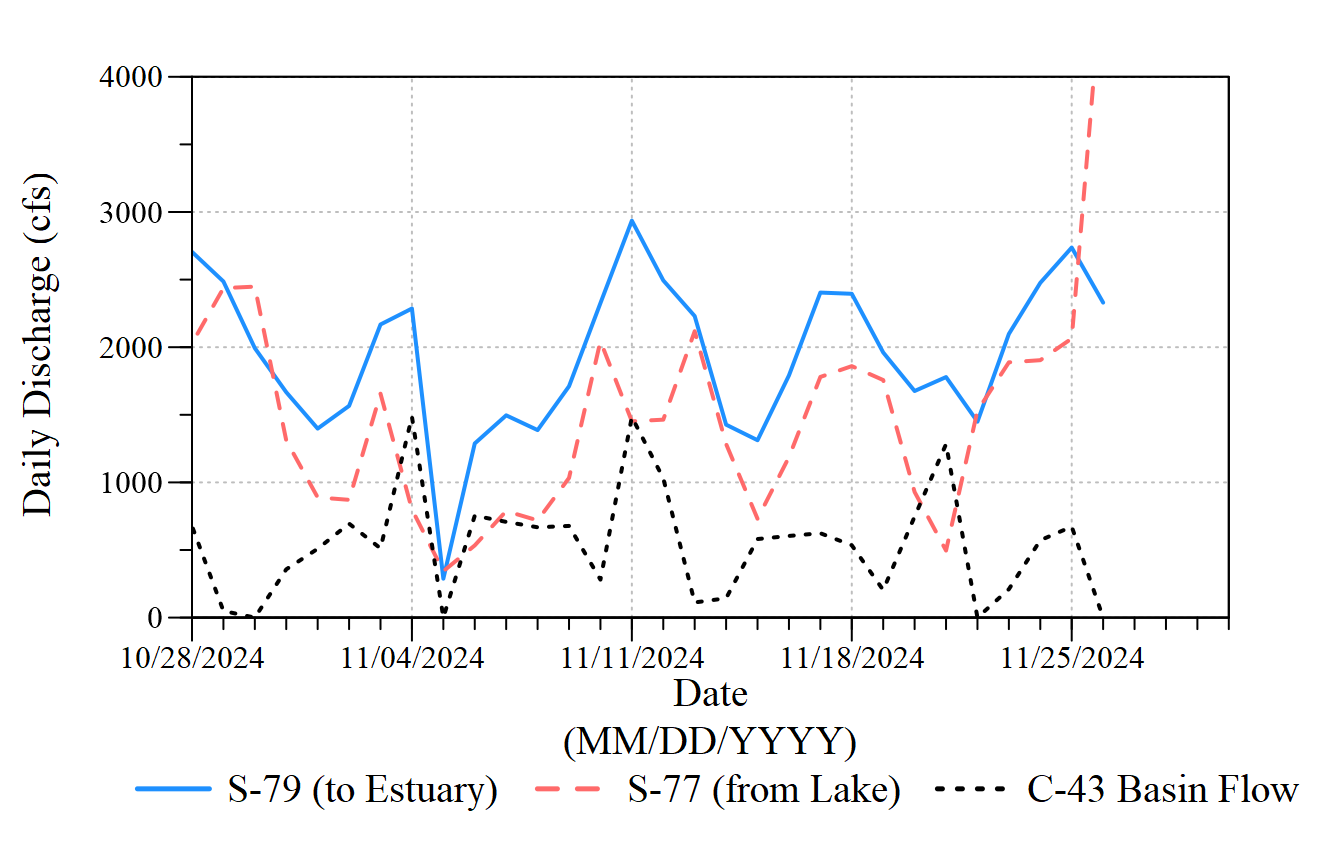 4000
3000
2000
1000
0
Daily Discharge (cfs)
10/28/2024 11/04/2024 11/11/2024 11/18/2024 11/25/2024
Date
(MM/DD/YYYY)
S-79 (to Estuary) S-77 (from Lake) C-43 Basin Flow